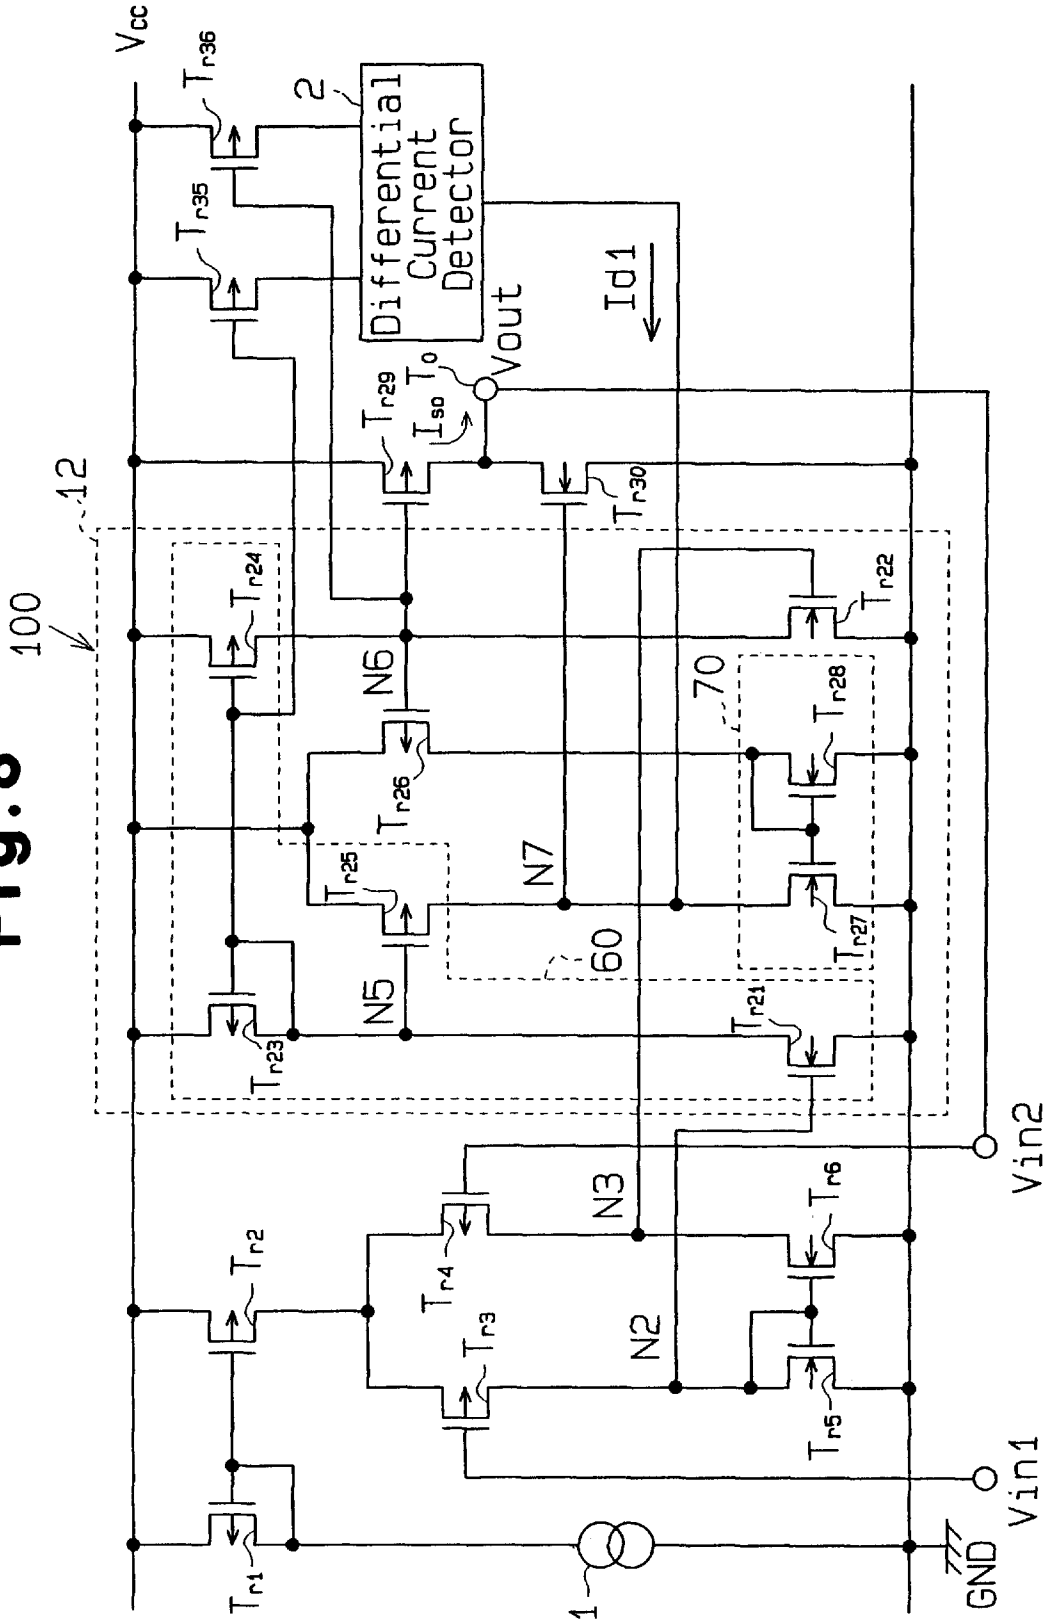 Fig.8
100
12
Vcc
Tr1
Tr2
Tr23
Tr24
Tr35
Tr36
2
Differential
Current
Detector
Tr3
Tr4
N5
Tr25
Tr26
N6
Tr29
Iso
To
Vout
N2
N3
60
N7
70
Tr30
Id1
1
Tr5
Tr6
Tr21
Tr27
Tr28
Tr22
GND
Vin1
Vin2